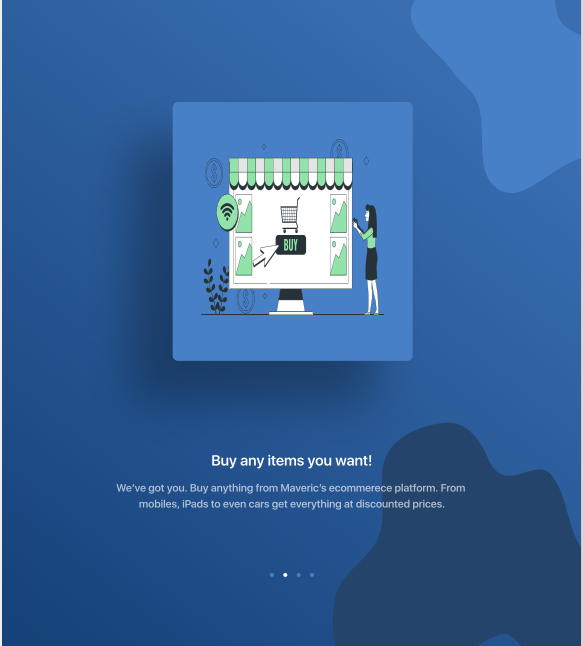 BUY
Buy any items you want!
We've got you. Buy anything from Maveric's ecommerece platform. From
mobiles, iPads to even cars get everything at discounted prices.